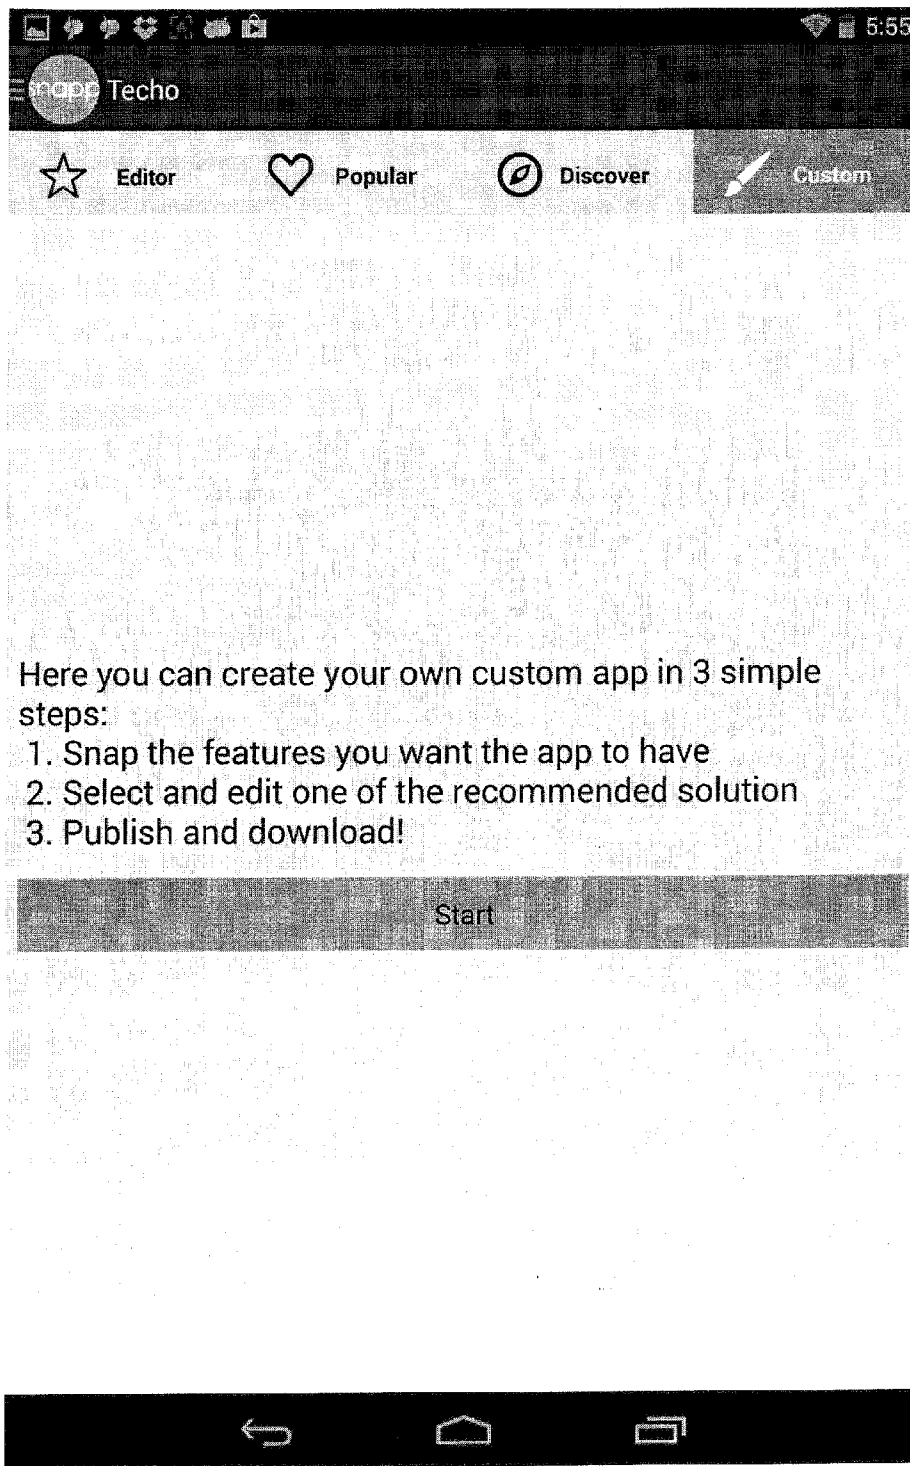 5:55
snapp Techo
Editor Popular Discover Custom
Here you can create your own custom app in 3 simple
steps:
1. Snap the features you want the app to have
2. Select and edit one of the recommended solution
3. Publish and download!
Start